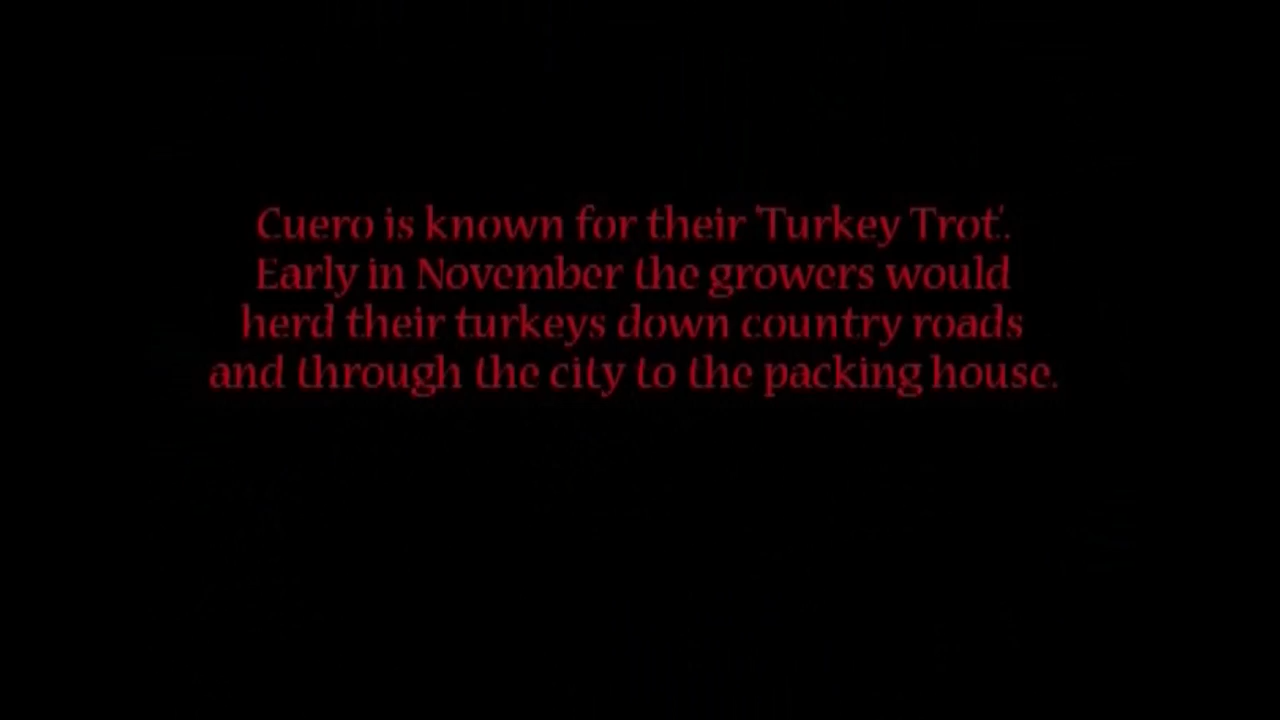 Cuero is known for their 'Turkey Trot'.
Early in November the growers would
herd their turkeys down country roads
and through the city to the packing house.